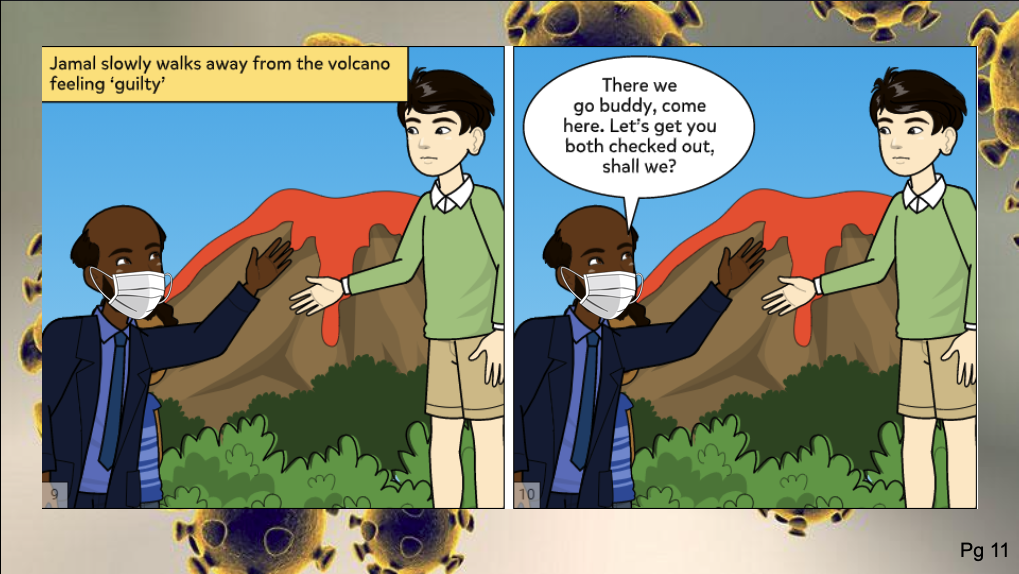 Jamal slowly walks away from the volcano
feeling ‘guilty’
There we
go buddy, come
here. Let’s get you
both checked out,
shall we?
9
10
Pg 11